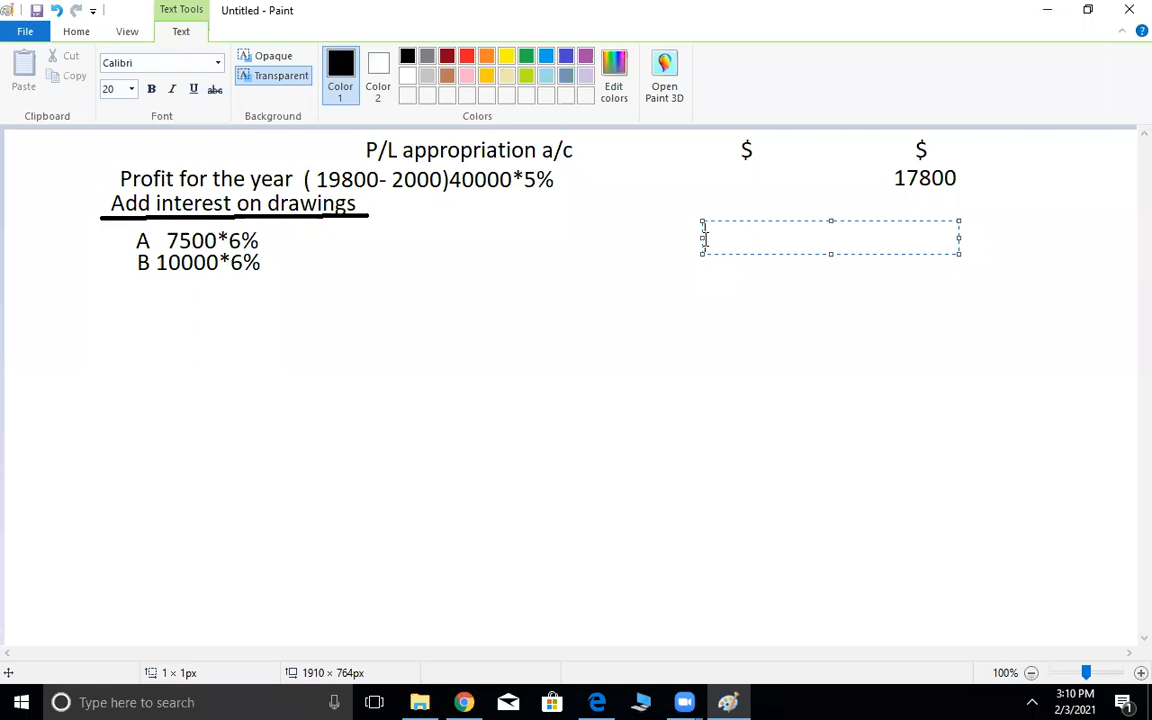 Untitled - Paint
Text Tools
File Home View Text
Paste
Cut
Copy
Clipboard
Calibri
20 B I U abc
Font
Opaque
Transparent
Background
Color 1
Color 2
Edit colors
Colors
Open Paint 3D
P/L appropriation a/c $ $
Profit for the year ( 19800- 2000)40000*5% 17800
Add interest on drawings
A 7500*6%
B 10000*6%
1 × 1px
1910 × 764px
100%
Type here to search
3:10 PM
2/3/2021
1